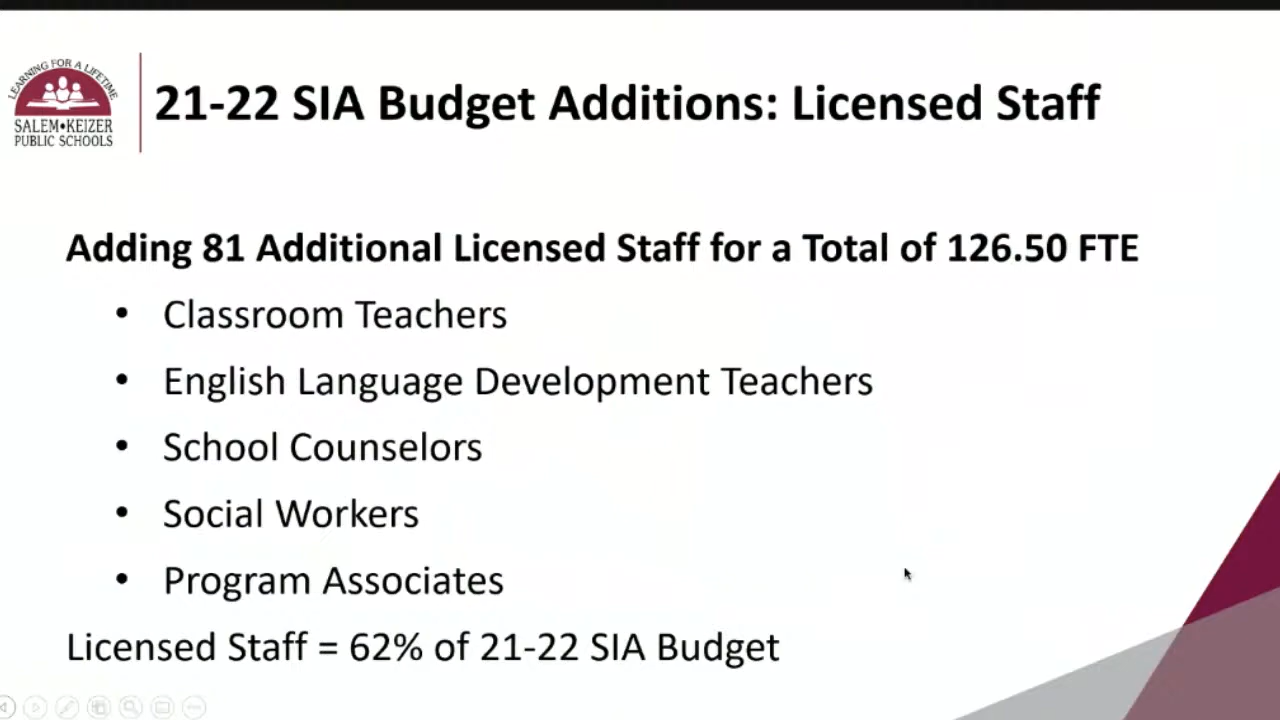 LEARNING FOR A LIFETIME
SALEM•KEIZER
PUBLIC SCHOOLS
21-22 SIA Budget Additions: Licensed Staff
Adding 81 Additional Licensed Staff for a Total of 126.50 FTE
• Classroom Teachers
• English Language Development Teachers
• School Counselors
• Social Workers
• Program Associates
Licensed Staff = 62% of 21-22 SIA Budget